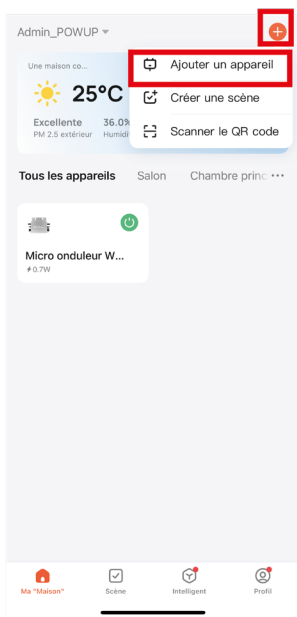 Admin_POWUP
Une maison co...
25°C
Excellente 36.0%
PM 2.5 extérieur Humidi
Ajouter un appareil
Créer une scène
Scanner le QR code
Tous les appareils Salon Chambre princ ...
Micro onduleur W...
0.7W
Ma "Maison" Scène Intelligent Profil